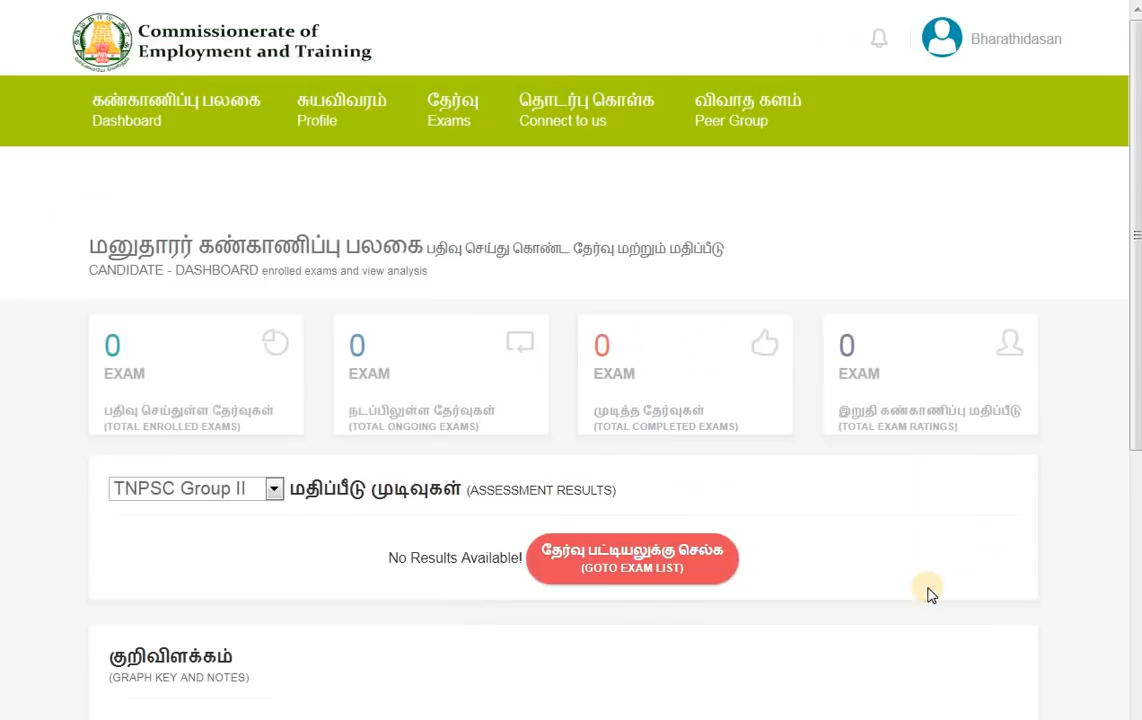 Commissionerate of
Employment and Training
Bharathidasan
கண்காணிப்பு பலகை
Dashboard
சுயவிவரம்
Profile
தேர்வு
Exams
தொடர்பு கொள்க
Connect to us
விவாத களம்
Peer Group
மனுதாரர் கண்காணிப்பு பலகை பதிவு செய்து கொண்ட தேர்வு மற்றும் மதிப்பீடு
CANDIDATE - DASHBOARD enrolled exams and view analysis
0
EXAM
பதிவு செய்துள்ள தேர்வுகள்
(TOTAL ENROLLED EXAMS)
0
EXAM
நடப்பிலுள்ள தேர்வுகள்
(TOTAL ONGOING EXAMS)
0
EXAM
முடித்த தேர்வுகள்
(TOTAL COMPLETED EXAMS)
0
EXAM
இறுதி கண்காணிப்பு மதிப்பீடு
(TOTAL EXAM RATINGS)
TNPSC Group II மதிப்பீடு முடிவுகள் (ASSESSMENT RESULTS)
No Results Available!
தேர்வு பட்டியலுக்கு செல்க
(GOTO EXAM LIST)
குறிவிளக்கம்
(GRAPH KEY AND NOTES)